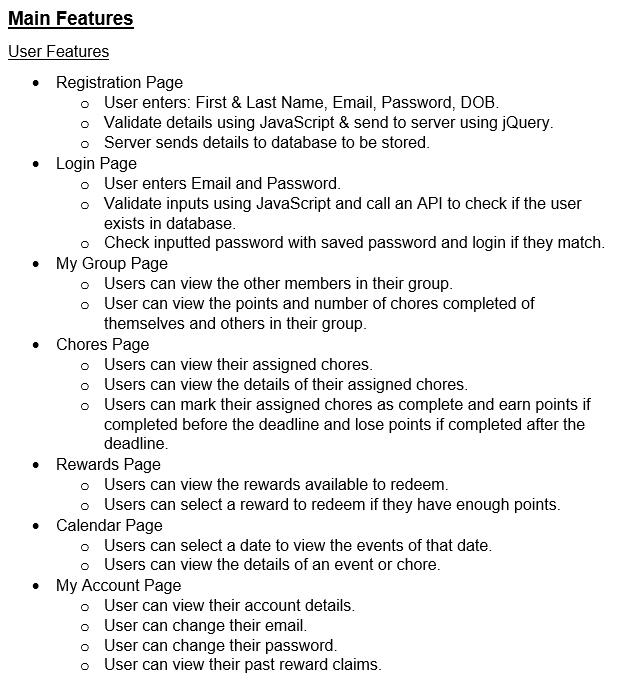 Main Features
User Features
• Registration Page
o User enters: First & Last Name, Email, Password, DOB.
o Validate details using JavaScript & send to server using jQuery.
o Server sends details to database to be stored.
• Login Page
o User enters Email and Password.
o Validate inputs using JavaScript and call an API to check if the user
exists in database.
o Check inputted password with saved password and login if they match.
• My Group Page
o Users can view the other members in their group.
o User can view the points and number of chores completed of
themselves and others in their group.
• Chores Page
o Users can view their assigned chores.
o Users can view the details of their assigned chores.
o Users can mark their assigned chores as complete and earn points if
completed before the deadline and lose points if completed after the
deadline.
• Rewards Page
o Users can view the rewards available to redeem.
o Users can select a reward to redeem if they have enough points.
• Calendar Page
o Users can select a date to view the events of that date.
o Users can view the details of an event or chore.
• My Account Page
o User can view their account details.
o User can change their email.
o User can change their password.
o User can view their past reward claims.